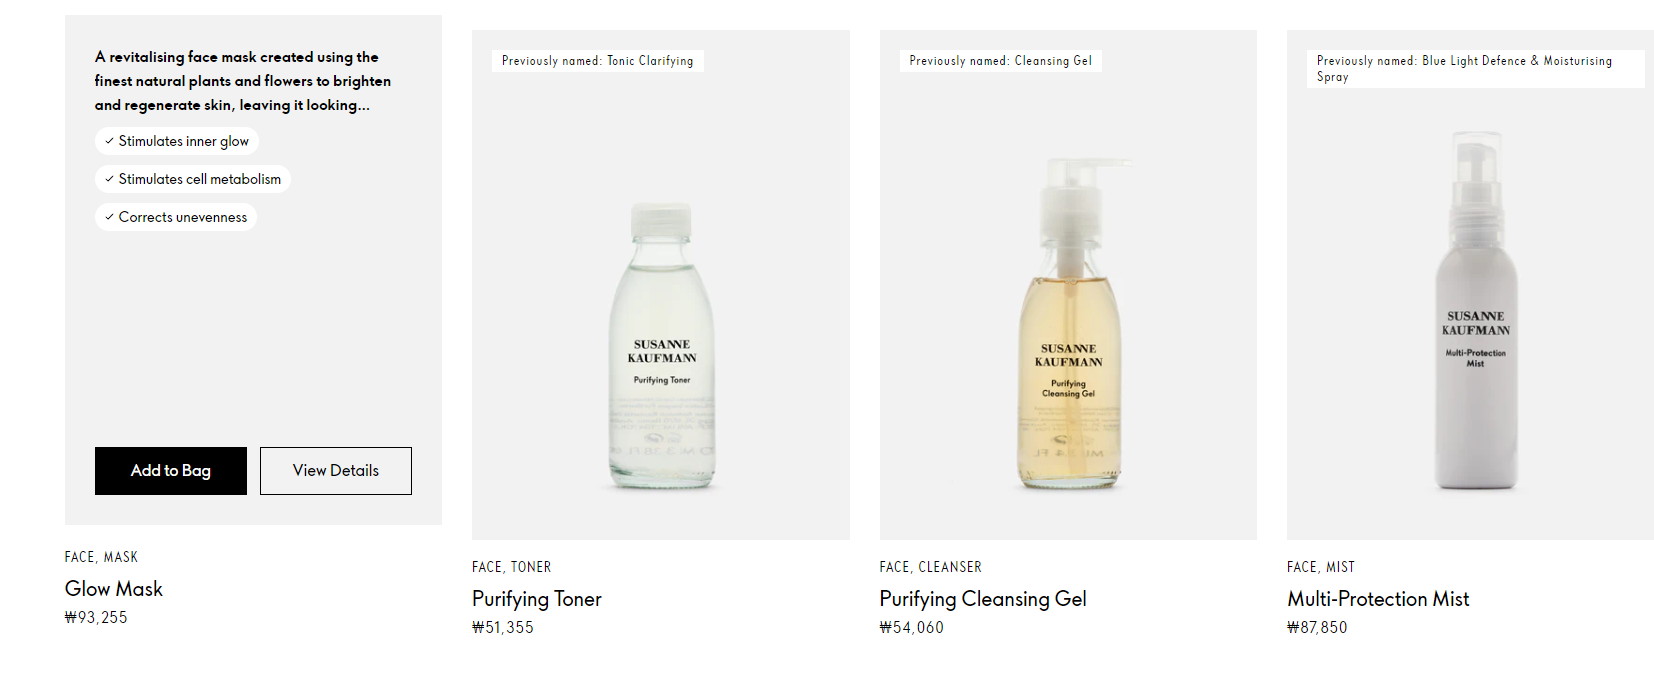 A revitalising face mask created using the
finest natural plants and flowers to brighten
and regenerate skin, leaving it looking...
✓ Stimulates inner glow
✓ Stimulates cell metabolism
✓ Corrects unevenness
Add to Bag
View Details
FACE, MASK
Glow Mask
₩93,255
Previously named: Tonic Clarifying
SUSANNE
KAUFMANN
Purifying Toner
FACE, TONER
Purifying Toner
₩51,355
Previously named: Cleansing Gel
SUSANNE
KAUFMANN
Purifying
Cleansing Gel
FACE, CLEANSER
Purifying Cleansing Gel
₩54,060
Previously named: Blue Light Defence & Moisturising
Spray
SUSANNE
KAUFMANN
Multi-Protection
Mist
FACE, MIST
Multi-Protection Mist
₩87,850